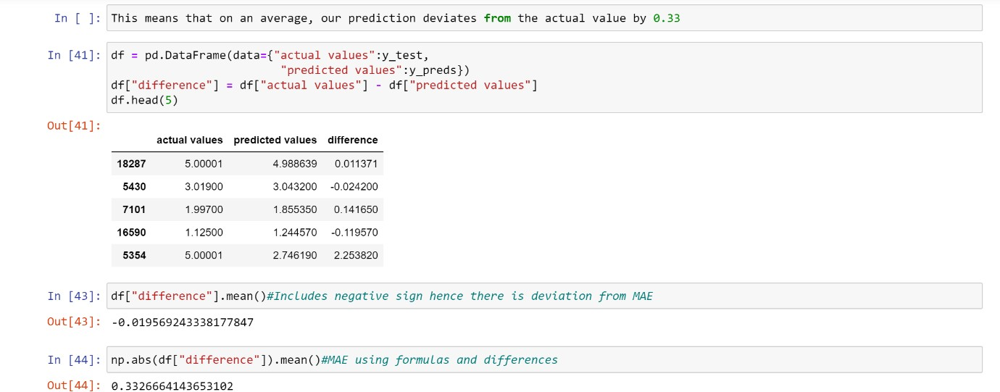 In [ ]: This means that on an average, our prediction deviates from the actual value by 0.33
In [41]: df = pd.DataFrame(data={"actual values":y_test,
"predicted values":y_preds})
df["difference"] = df["actual values"] - df["predicted values"]
df.head(5)
Out[41]:
actual values predicted values difference
18287 5.00001 4.988639 0.011371
5430 3.01900 3.043200 -0.024200
7101 1.99700 1.855350 0.141650
16590 1.12500 1.244570 -0.119570
5354 5.00001 2.746190 2.253820
In [43]: df["difference"].mean()#Includes negative sign hence there is deviation from MAE
Out[43]: -0.019569243338177847
In [44]: np.abs(df["difference"]).mean()#MAE using formulas and differences
Out[44]: 0.3326664143653102